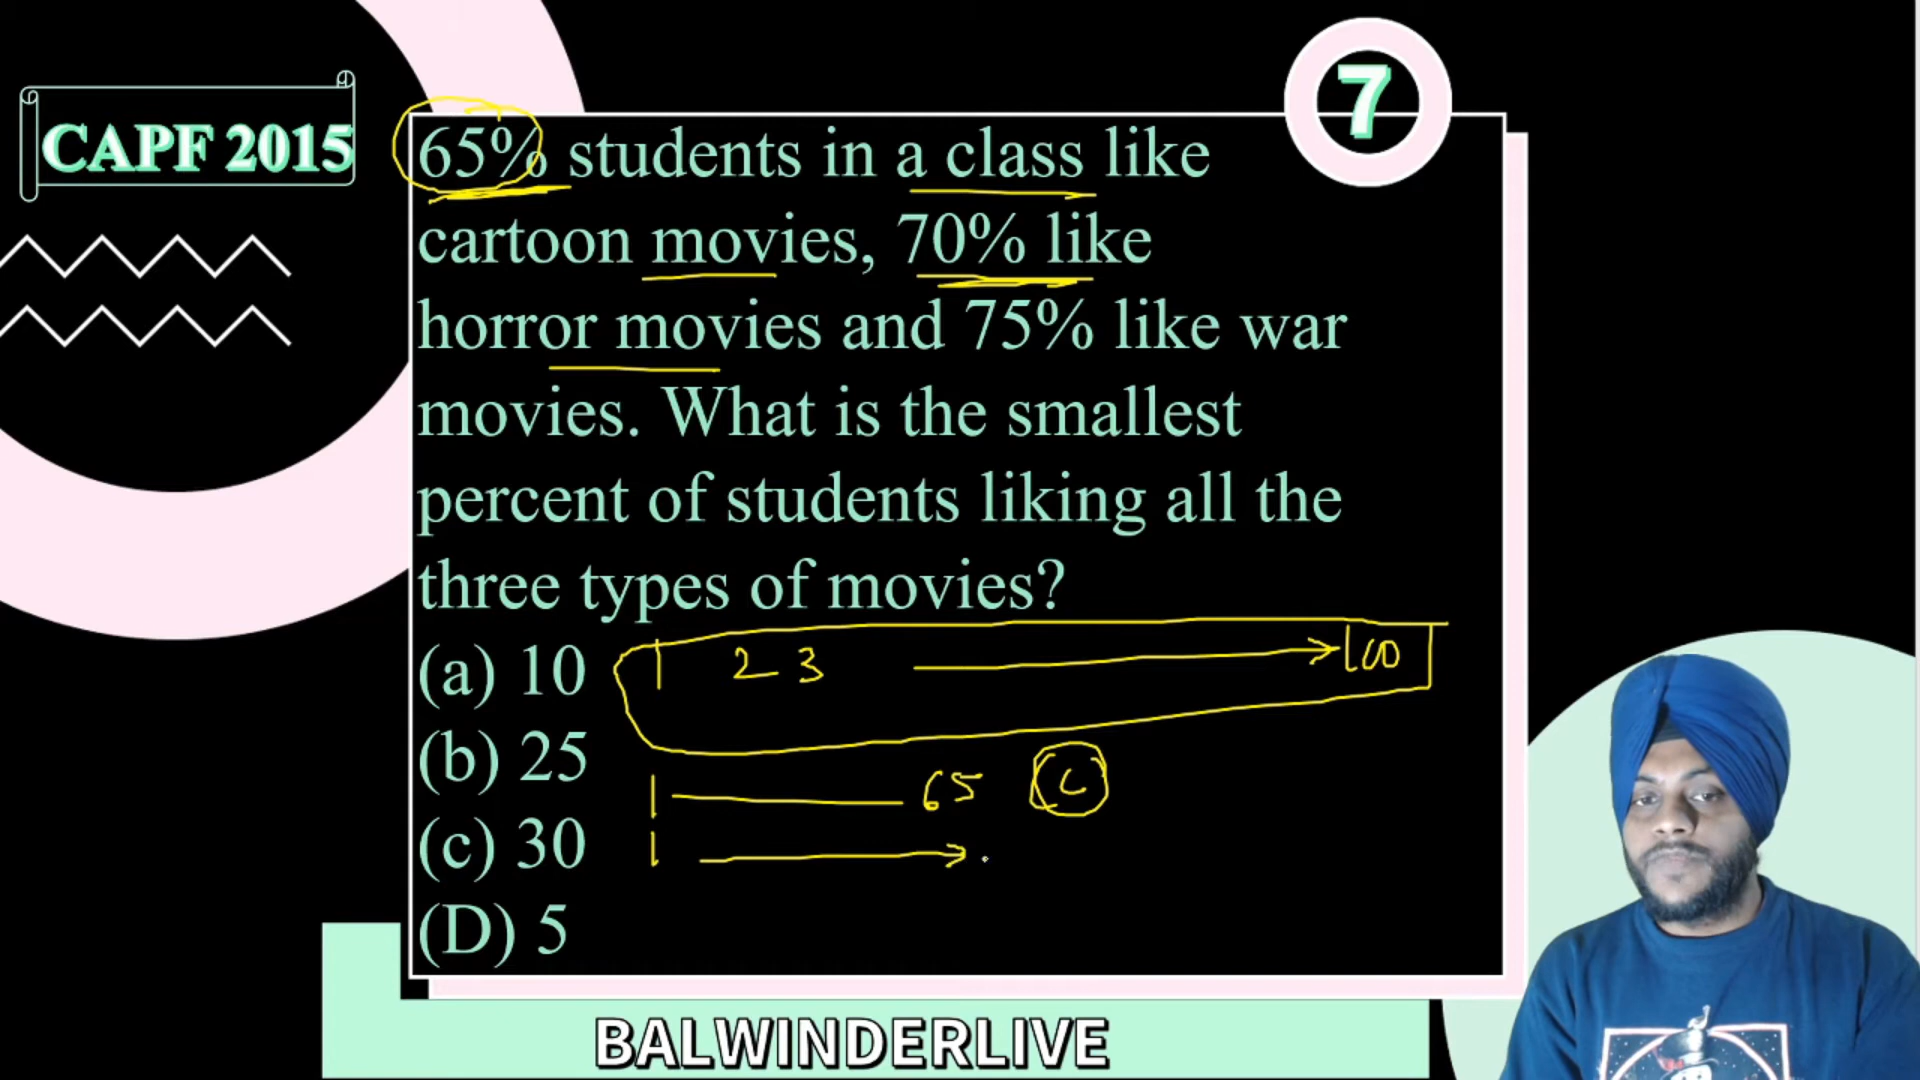 CAPF 2015
7
65% students in a class like
cartoon movies, 70% like
horror movies and 75% like war
movies. What is the smallest
percent of students liking all the
three types of movies?
(a) 10
1 2 3 100
(b) 25
1 65 C
(c) 30
1
(D) 5
BALWINDERLIVE